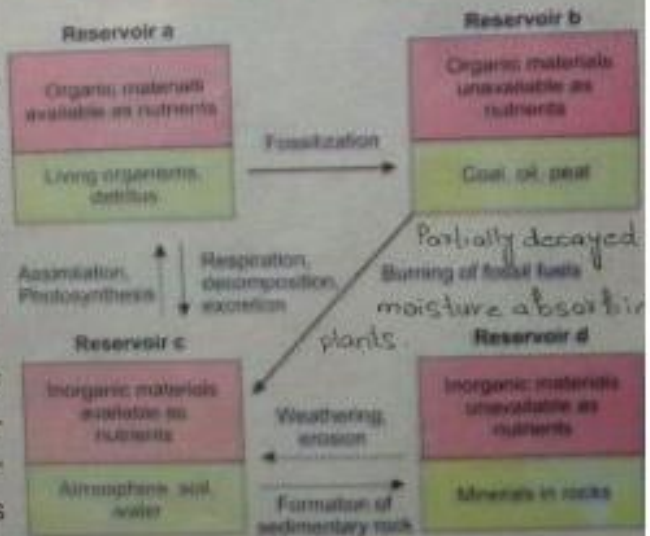 Reservoir a
Organic materials
available as nutrients
Living organisms,
detritus
Fossilization
Reservoir b
Organic materials
unavailable as
nutrients
Coal, oil, peat
Partially decayed
Burning of fossil fuels
moisture absorbin
plants.
Assimilation,
Photosynthesis
Respiration,
decomposition,
excretion
Reservoir c
Inorganic materials
available as
nutrients
Atmosphere, soil,
water
Weathering,
erosion
Formation of
sedimentary rock
Reservoir d
Inorganic materials
unavailable as
nutrients
Minerals in rocks